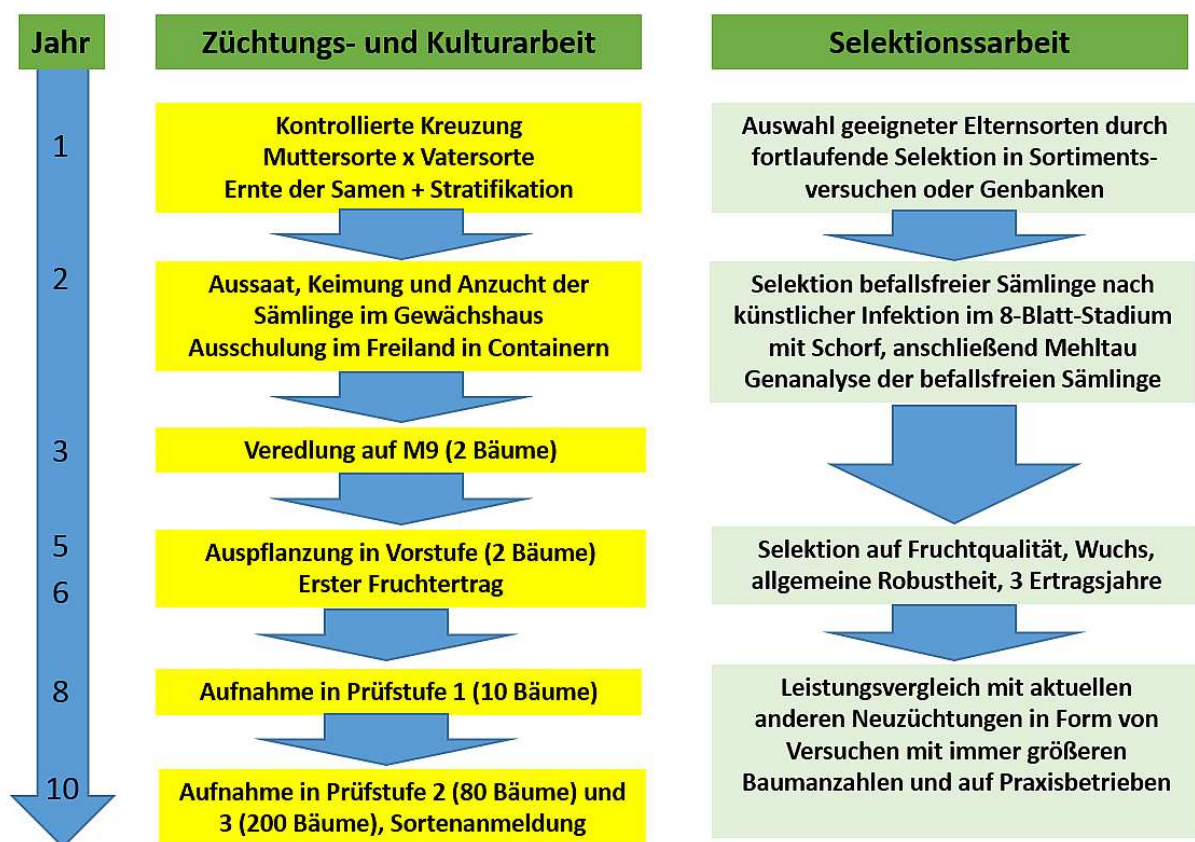 Jahr
Züchtungs- und Kulturarbeit
Selektionssarbeit
1
Kontrollierte Kreuzung
Muttersorte x Vatersorte
Ernte der Samen + Stratifikation
Auswahl geeigneter Elternsorten durch
fortlaufende Selektion in Sortiments-
versuchen oder Genbanken
2
Aussaat, Keimung und Anzucht der
Sämlinge im Gewächshaus
Ausschulung im Freiland in Containern
Selektion befallsfreier Sämlinge nach
künstlicher Infektion im 8-Blatt-Stadium
mit Schorf, anschließend Mehltau
Genanalyse der befallsfreien Sämlinge
3
Veredlung auf M9 (2 Bäume)
5
6
Auspflanzung in Vorstufe (2 Bäume)
Erster Fruchtertrag
Selektion auf Fruchtqualität, Wuchs,
allgemeine Robustheit, 3 Ertragsjahre
8
Aufnahme in Prüfstufe 1 (10 Bäume)
Leistungsvergleich mit aktuellen
anderen Neuzüchtungen in Form von
Versuchen mit immer größeren
Baumanzahlen und auf Praxisbetrieben
10
Aufnahme in Prüfstufe 2 (80 Bäume) und
3 (200 Bäume), Sortenanmeldung